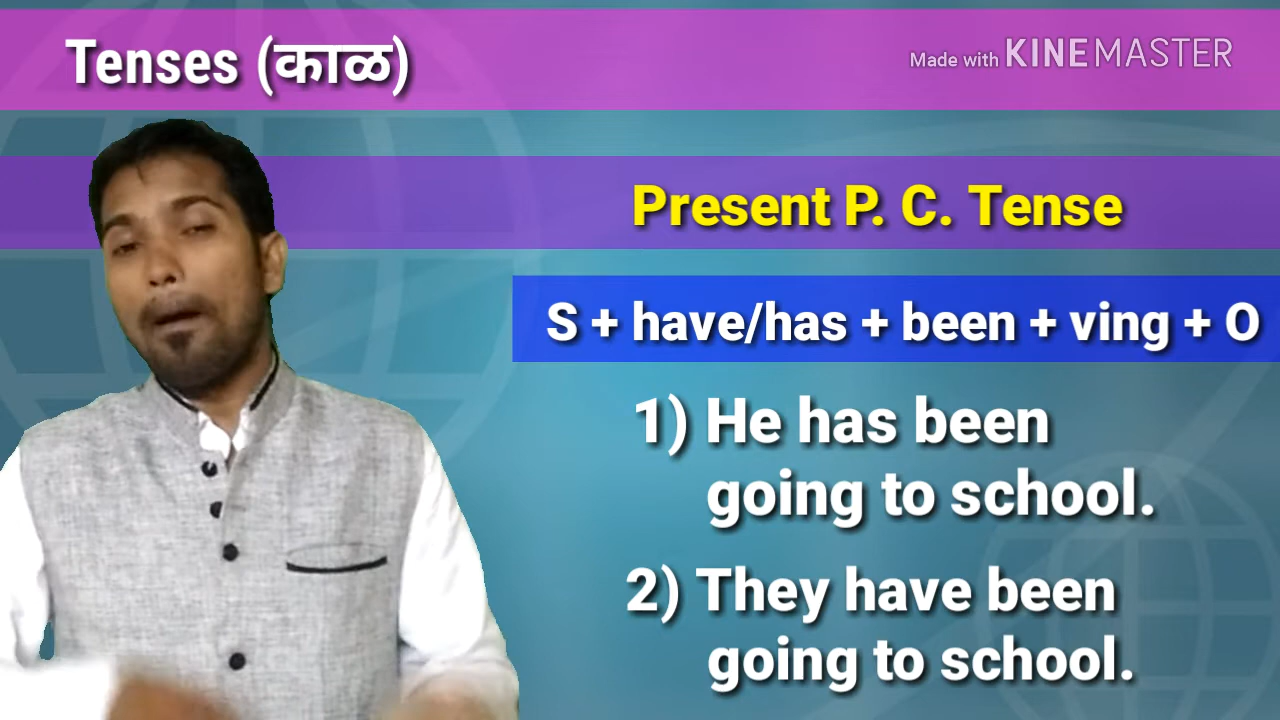 Tenses (काळ)
Made with KINEMASTER
Present P. C. Tense
S + have/has + been + ving + O
1) He has been
going to school.
2) They have been
going to school.